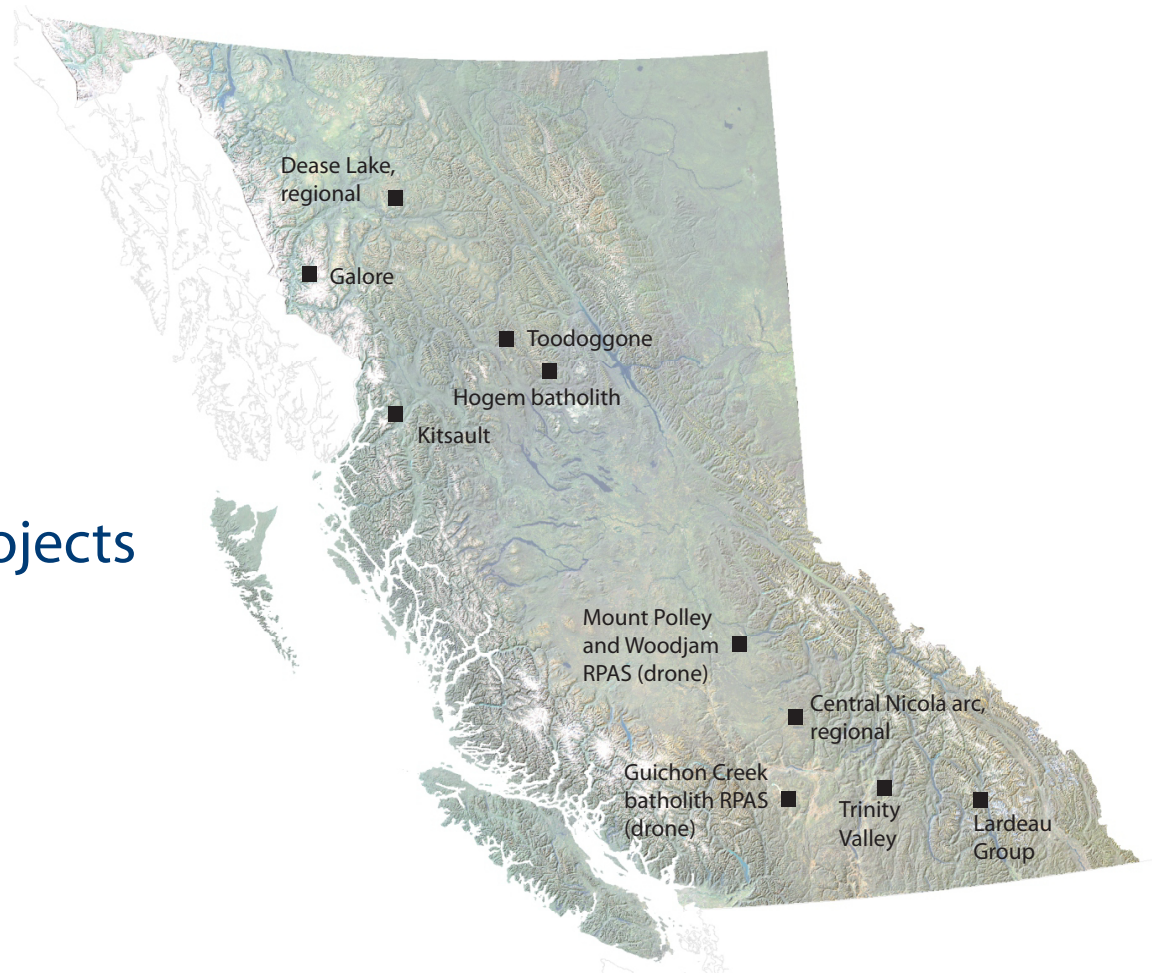 Dease Lake,
regional
Galore
Toodoggone
Hogem batholith
Kitsault
ojects
Mount Polley
and Woodjam
RPAS (drone)
Central Nicola arc,
regional
Guichon Creek
batholith RPAS
(drone)
Trinity
Valley
Lardeau
Group